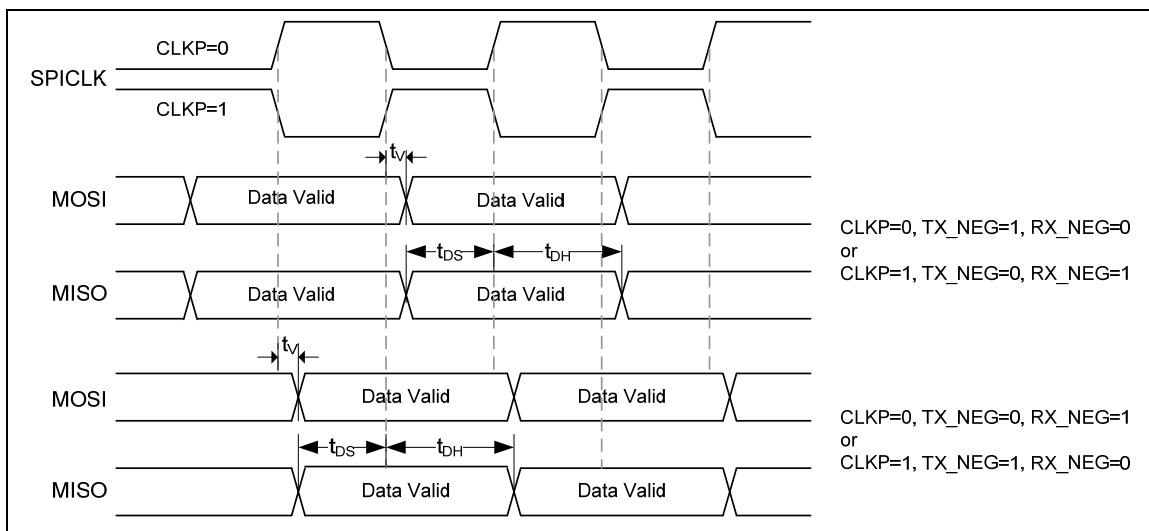 CLKP=0
SPICLK
CLKP=1
tV
MOSI
Data Valid
Data Valid
CLKP=0, TX_NEG=1, RX_NEG=0
or
CLKP=1, TX_NEG=0, RX_NEG=1
tDS
tDH
MISO
Data Valid
Data Valid
tV
MOSI
Data Valid
Data Valid
CLKP=0, TX_NEG=0, RX_NEG=1
or
CLKP=1, TX_NEG=1, RX_NEG=0
tDS
tDH
MISO
Data Valid
Data Valid